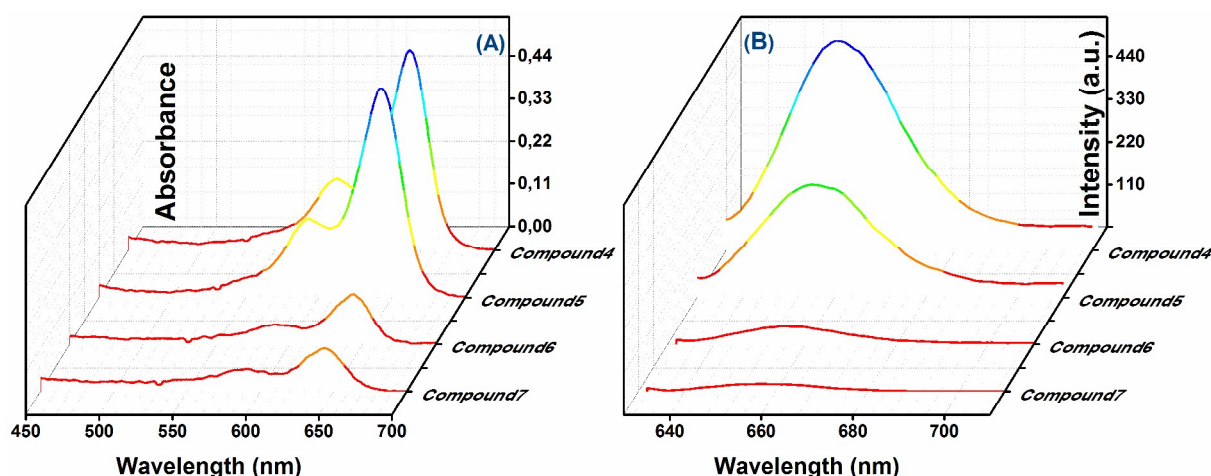 (A)
Absorbance
0,44
0,33
0,22
0,11
0,00
Compound4
Compound5
Compound6
Compound7
450 500 550 600 650 700
Wavelength (nm)
(B)
Intensity (a.u.)
440
330
220
110
Compound4
Compound5
Compound6
Compound7
640 660 680 700
Wavelength (nm)